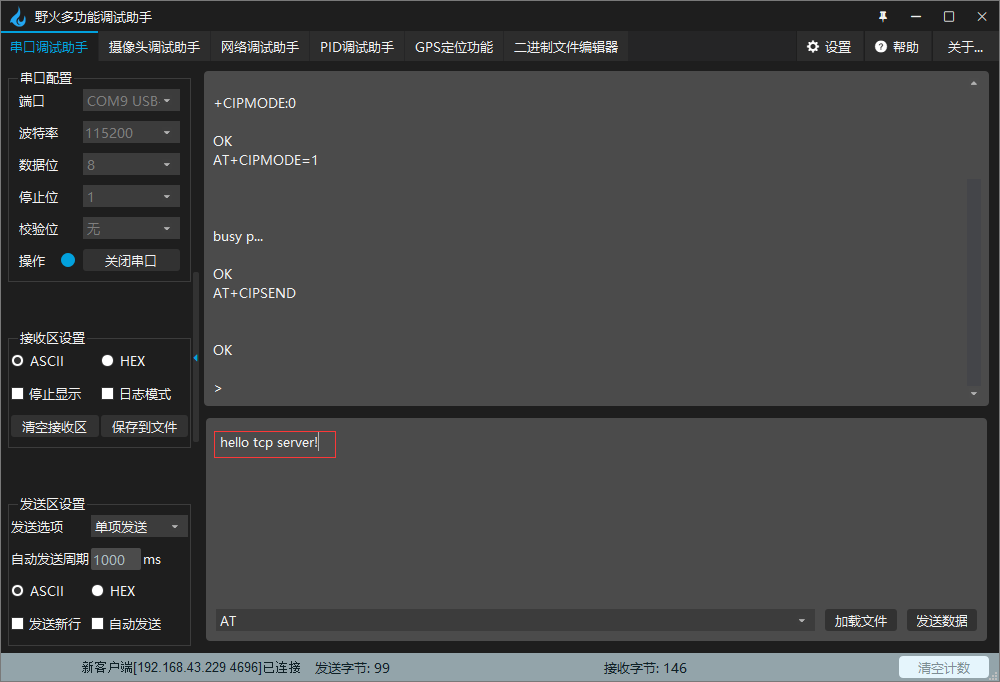 野火多功能调试助手
串口调试助手 摄像头调试助手 网络调试助手 PID调试助手 GPS定位功能 二进制文件编辑器 设置 帮助 关于...
串口配置
端口 COM9 USB
波特率 115200
数据位 8
停止位 1
校验位 无
操作 关闭串口
接收区设置
ASCII HEX
停止显示 日志模式
清空接收区 保存到文件
发送区设置
发送选项 单项发送
自动发送周期 1000 ms
ASCII HEX
发送新行 自动发送
+CIPMODE:0
OK
AT+CIPMODE=1
busy p...
OK
AT+CIPSEND
OK
>
hello tcp server!
AT 加载文件 发送数据
新客户端[192.168.43.229 4696]已连接 发送字节: 99 接收字节: 146 清空计数